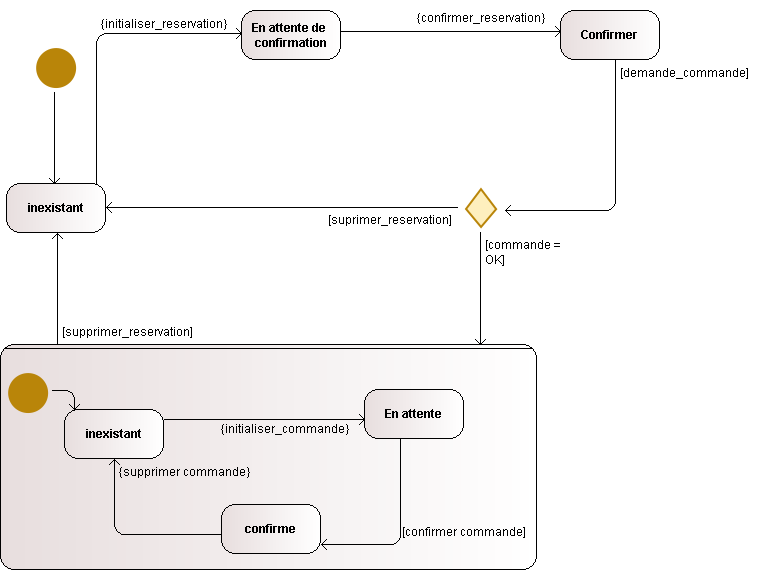 {initialiser_reservation}
En attente de
confirmation
{confirmer_reservation}
Confirmer
[demande_commande]
inexistant
[suprimer_reservation]
[commande =
OK]
[supprimer_reservation]
inexistant
{initialiser_commande}
En attente
{supprimer commande}
confirme
[confirmer commande]